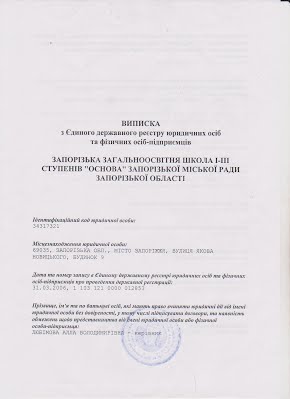 ВИПИСКА
з Єдиного державного реєстру юридичних осіб
та фізичних осіб-підприємців
ЗАПОРІЗЬКА ЗАГАЛЬНООСВІТНЯ ШКОЛА І-ІІІ
СТУПЕНІВ "ОСНОВА" ЗАПОРІЗЬКОЇ МІСЬКОЇ РАДИ
ЗАПОРІЗЬКОЇ ОБЛАСТІ
Ідентифікаційний код юридичної особи:
34317321
Місцезнаходження юридичної особи:
69035, ЗАПОРІЗЬКА ОБЛ., МІСТО ЗАПОРІЖЖЯ, ВУЛИЦЯ ЯКОВА
НОВИЦЬКОГО, БУДИНОК 9
Дата та номер запису в Єдиному державному реєстрі юридичних осіб та фізичних
осіб-підприємців про проведення державної реєстрації:
31.03.2006, 1 103 121 0000 012853
Прізвище, ім'я та по батькові осіб, які мають право вчиняти юридичні дії від імені
юридичної особи без довіреності, у тому числі підписувати договори, та наявність
обмежень щодо представництва від імені юридичної особи або фізичної
особи-підприємця:
ЛЮБІМОВА АЛЛА ВОЛОДИМИРІВНА - керівник